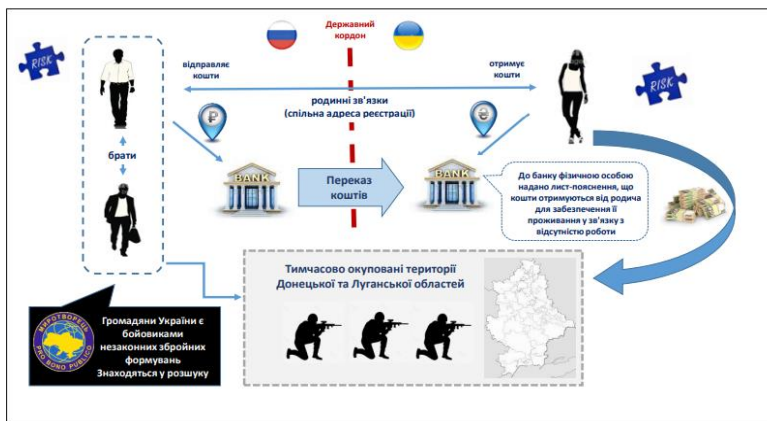 Державний
кордон
RISK
відправляє
кошти
отримує
кошти
RISK
родинні зв'язки
(спільна адреса реєстрації)
₽
₴
брати
BANK
Переказ
коштів
BANK
До банку фізичною особою
надано лист-пояснення, що
кошти отримуються від родича
для забезпечення її
проживання у зв'язку з
відсутністю роботи
Тимчасово окуповані території
Донецької та Луганської областей
МИРОТВОРЕЦЬ
PRO BONO PUBLICO
Громадяни України є
бойовиками
незаконних збройних
формувань
Знаходяться у розшуку